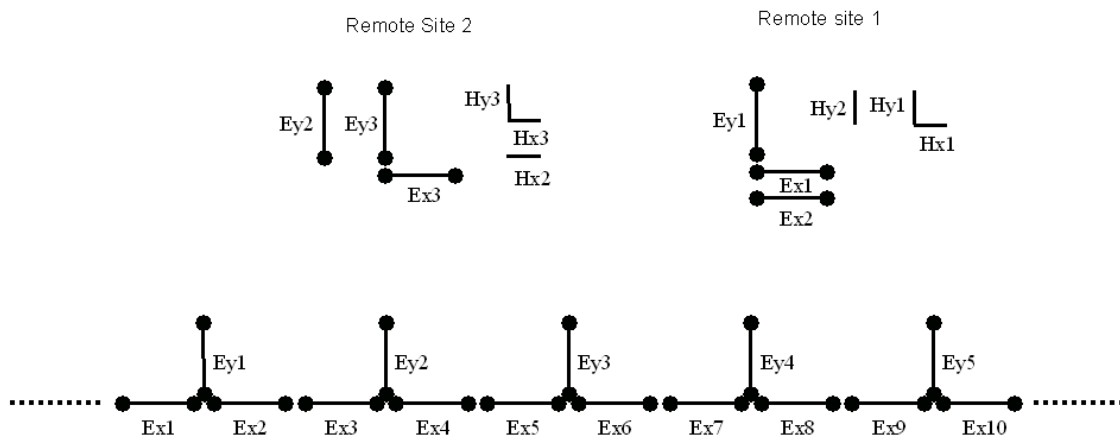 Remote Site 2
Remote site 1
Ey2
Ey3
Hy3
Hx3
Hx2
Ex3
Ey1
Hy2
Hy1
Hx1
Ex1
Ex2
Ey1
Ey2
Ey3
Ey4
Ey5
Ex1 Ex2 Ex3 Ex4 Ex5 Ex6 Ex7 Ex8 Ex9 Ex10